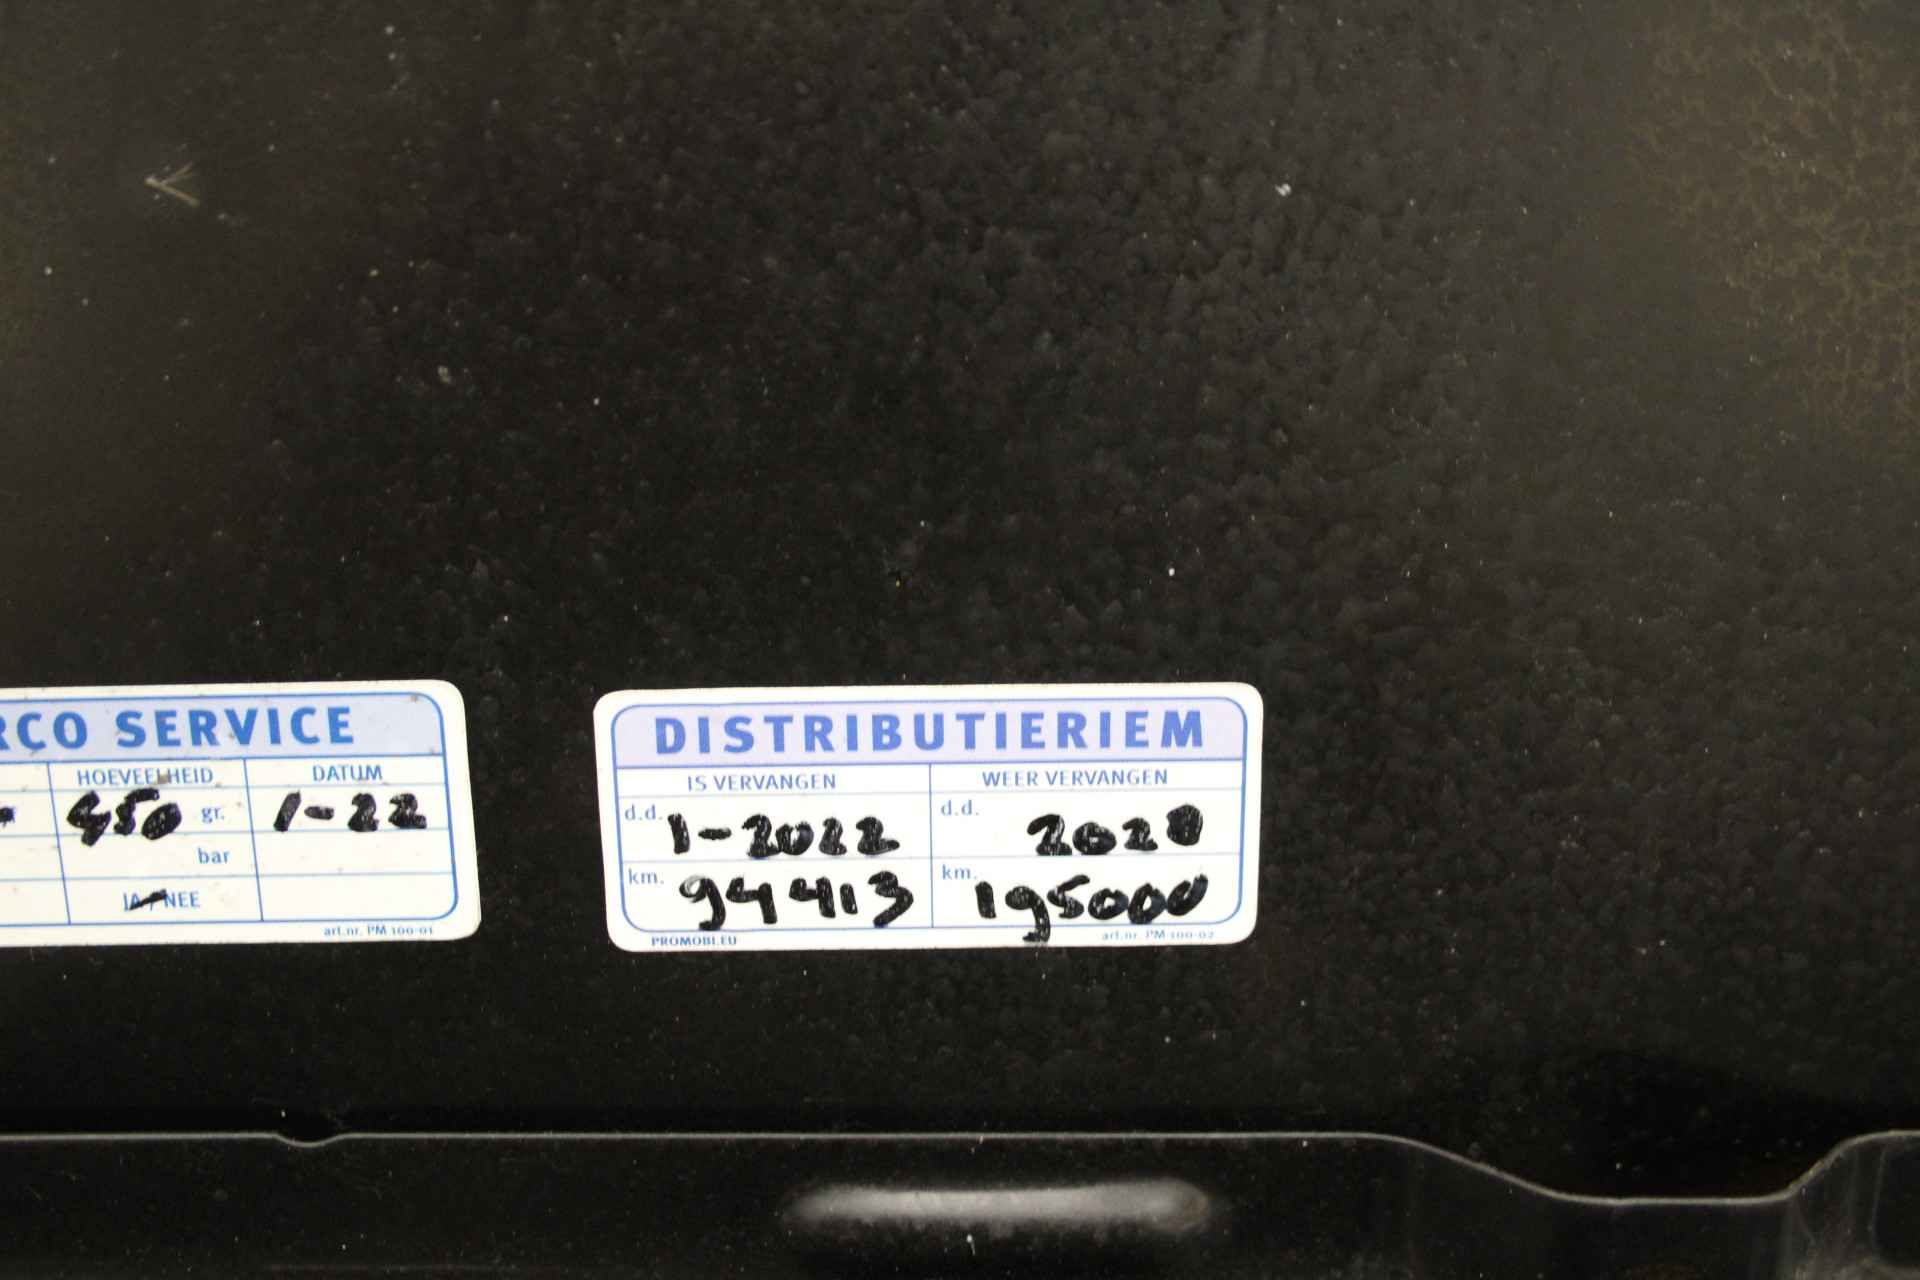 RCO SERVICE
HOEVEELHEID DATUM
450 gr. 1-22
bar
JA / NEE
art.nr. PM 100-01
DISTRIBUTIERIEM
IS VERVANGEN WEER VERVANGEN
d.d. 1-2022 d.d. 2028
km. 94413 km. 195000
PROMOBLEU art.nr. PM 100-02